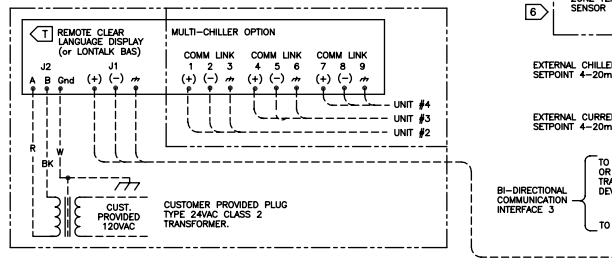 T REMOTE CLEAR
LANGUAGE DISPLAY
(or LONTALK BAS)
MULTI-CHILLER OPTION
COMM LINK COMM LINK COMM LINK
J2 J1 1 2 3 4 5 6 7 8 9
A B Gnd (+) (-) (+) (-) (+) (-) (+) (-)
UNIT #4
UNIT #3
UNIT #2
R
BK
W
CUST.
PROVIDED
120VAC
CUSTOMER PROVIDED PLUG
TYPE 24VAC CLASS 2
TRANSFORMER.
6
SENSOR
EXTERNAL CHILLE
SETPOINT 4-20m
EXTERNAL CURRE
SETPOINT 4-20m
BI-DIRECTIONAL
COMMUNICATION
INTERFACE 3
TO
OR
TRA
DEV
TO